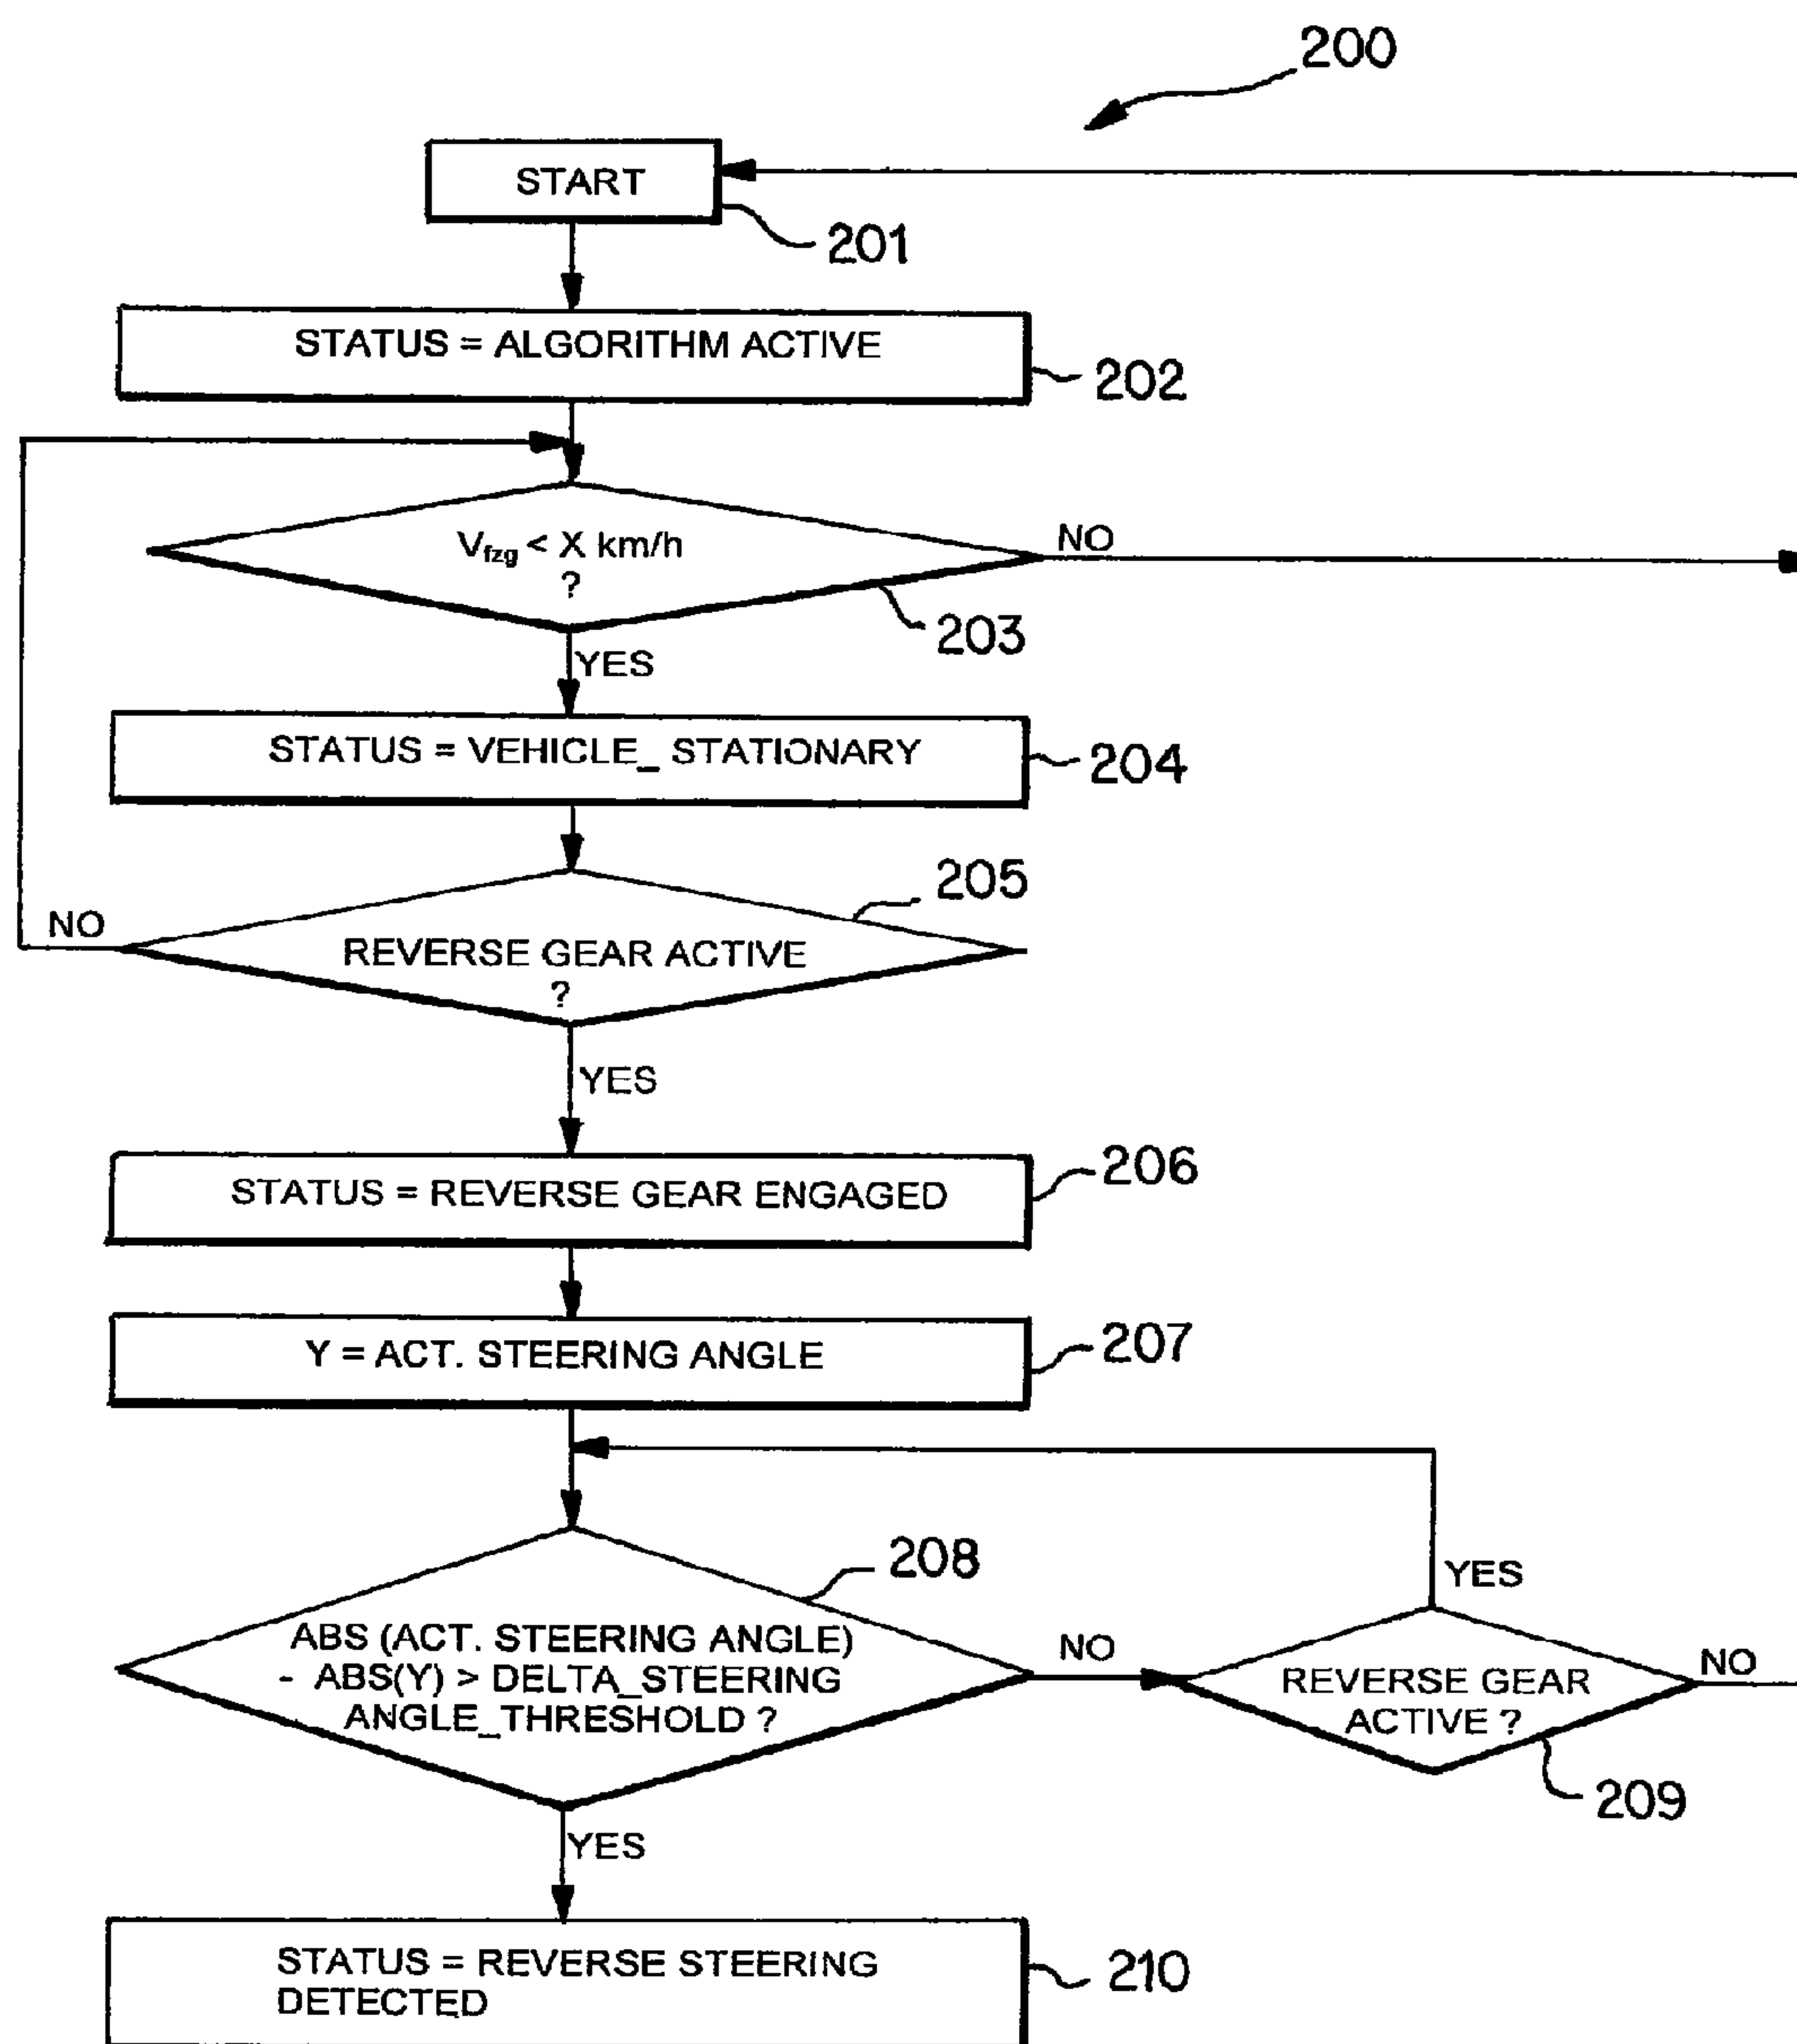 200
START
201
STATUS = ALGORITHM ACTIVE
202
V_fzg < X km/h
?
NO
203
YES
STATUS = VEHICLE_ STATIONARY
204
205
NO
REVERSE GEAR ACTIVE
?
YES
206
STATUS = REVERSE GEAR ENGAGED
Y = ACT. STEERING ANGLE
207
208
YES
ABS (ACT. STEERING ANGLE)
- ABS(Y) > DELTA_STEERING
ANGLE_THRESHOLD ?
NO
REVERSE GEAR
ACTIVE ?
NO
209
YES
STATUS = REVERSE STEERING
DETECTED
210